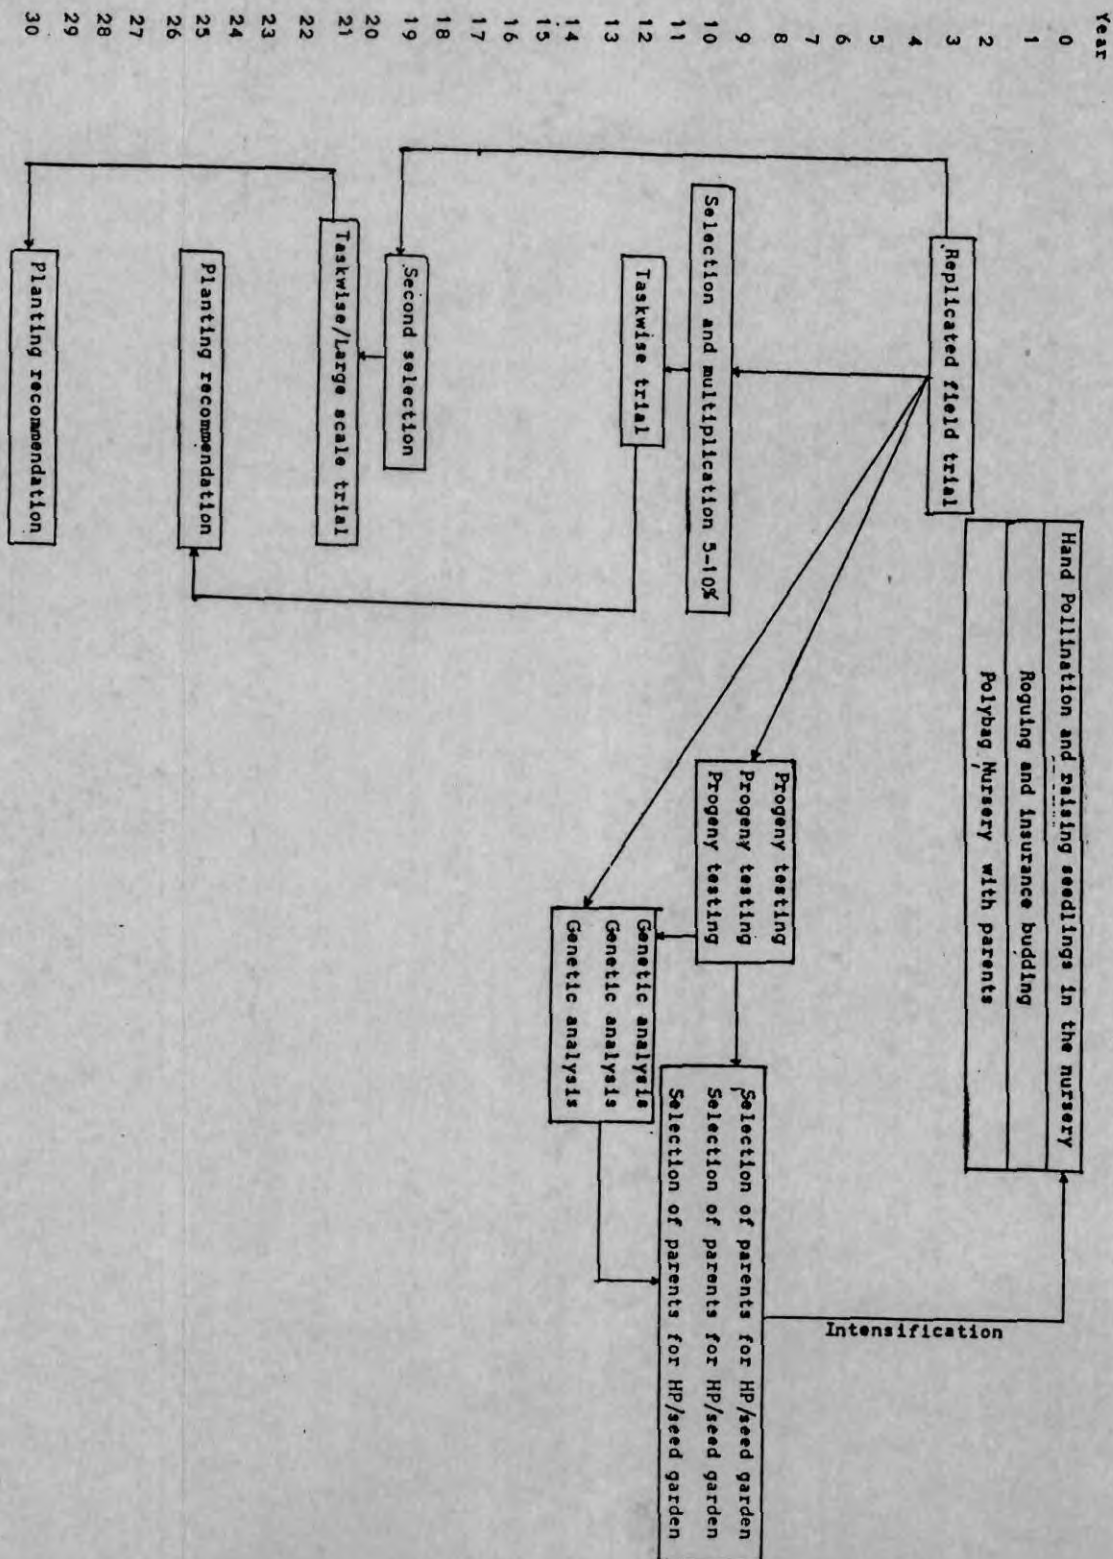 Year
0
1
2
3
4
5
6
7
8
9
10
11
12
13
14
15
16
17
18
19
20
21
22
23
24
25
26
27
28
29
30
Hand Pollination and raising seedlings in the nursery
Roguing and insurance budding
Polybag Nursery with parents
Replicated field trial
Selection and multiplication 5-10%
Taskwise trial
Second selection
Taskwise/Large scale trial
Planting recommendation
Planting recommendation
Progeny testing
Progeny testing
Progeny testing
Genetic analysis
Genetic analysis
Genetic analysis
Selection of parents for HP/seed garden
Selection of parents for HP/seed garden
Selection of parents for HP/seed garden
Intensification